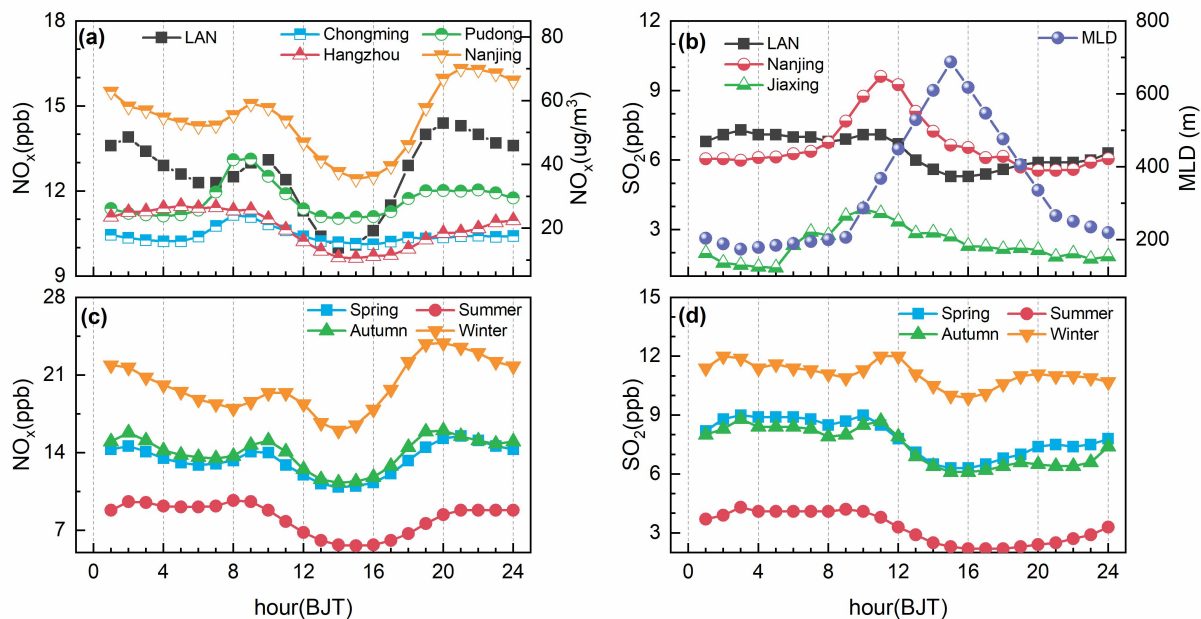 (a)
LAN
Chongming
Pudong
Hangzhou
Nanjing
18
15
12
9
NOₓ(ppb)
80
60
40
20
NOₓ(ug/m³)
(b)
LAN
Nanjing
Jiaxing
MLD
12
9
6
3
SO₂(ppb)
800
600
400
200
MLD (m)
(c)
Spring
Summer
Autumn
Winter
28
21
14
7
NOₓ(ppb)
0 4 8 12 16 20 24
hour(BJT)
(d)
Spring
Summer
Autumn
Winter
15
12
9
6
3
SO₂(ppb)
0 4 8 12 16 20 24
hour(BJT)